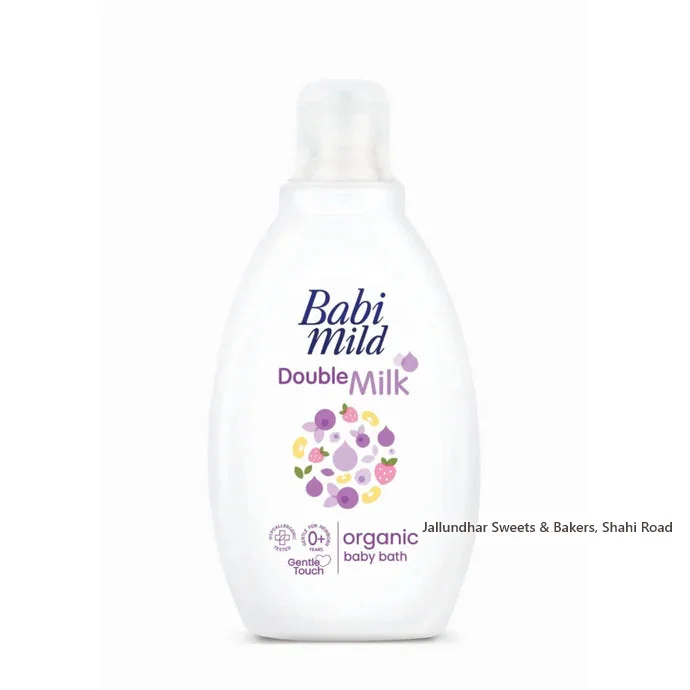 Babi
mild
Double Milk
HYPOALLERGENIC
TESTED
GENTLE FOR NEWBORN
0+
YEARS
Gentle
Touch
organic
baby bath
Jallundhar Sweets & Bakers, Shahi Road